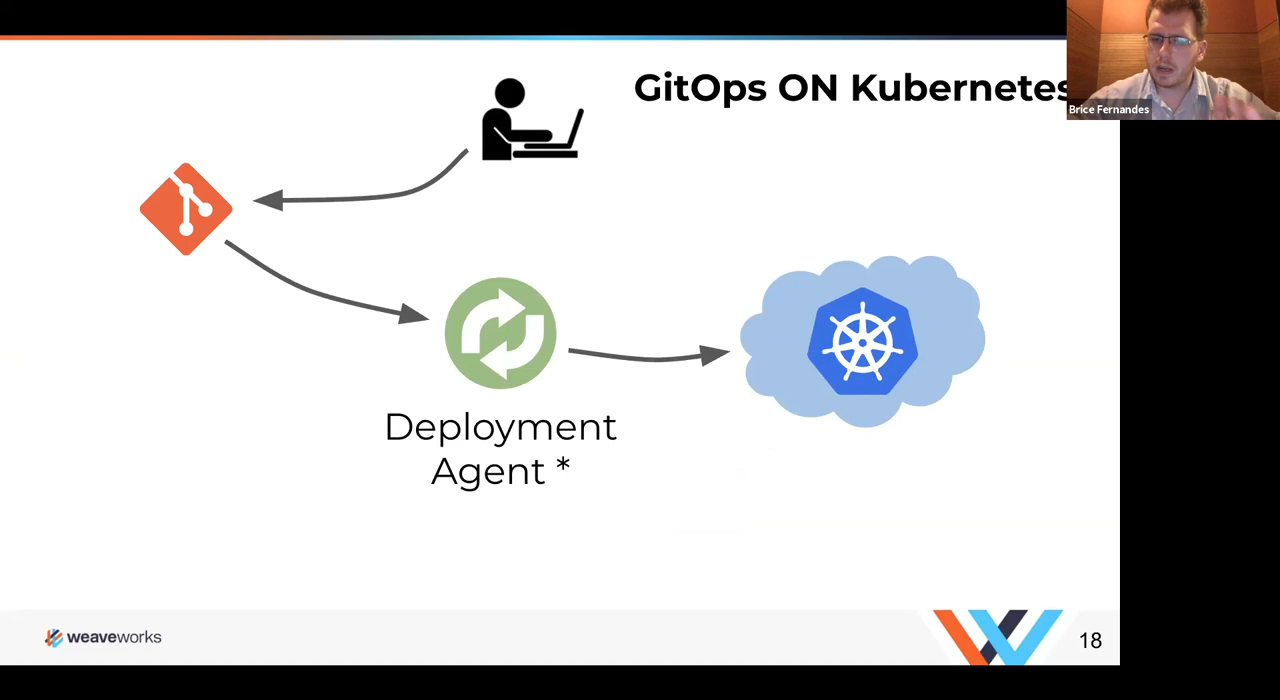 GitOps ON Kubernetes
Brice Fernandes
Deployment
Agent *
weaveworks
18